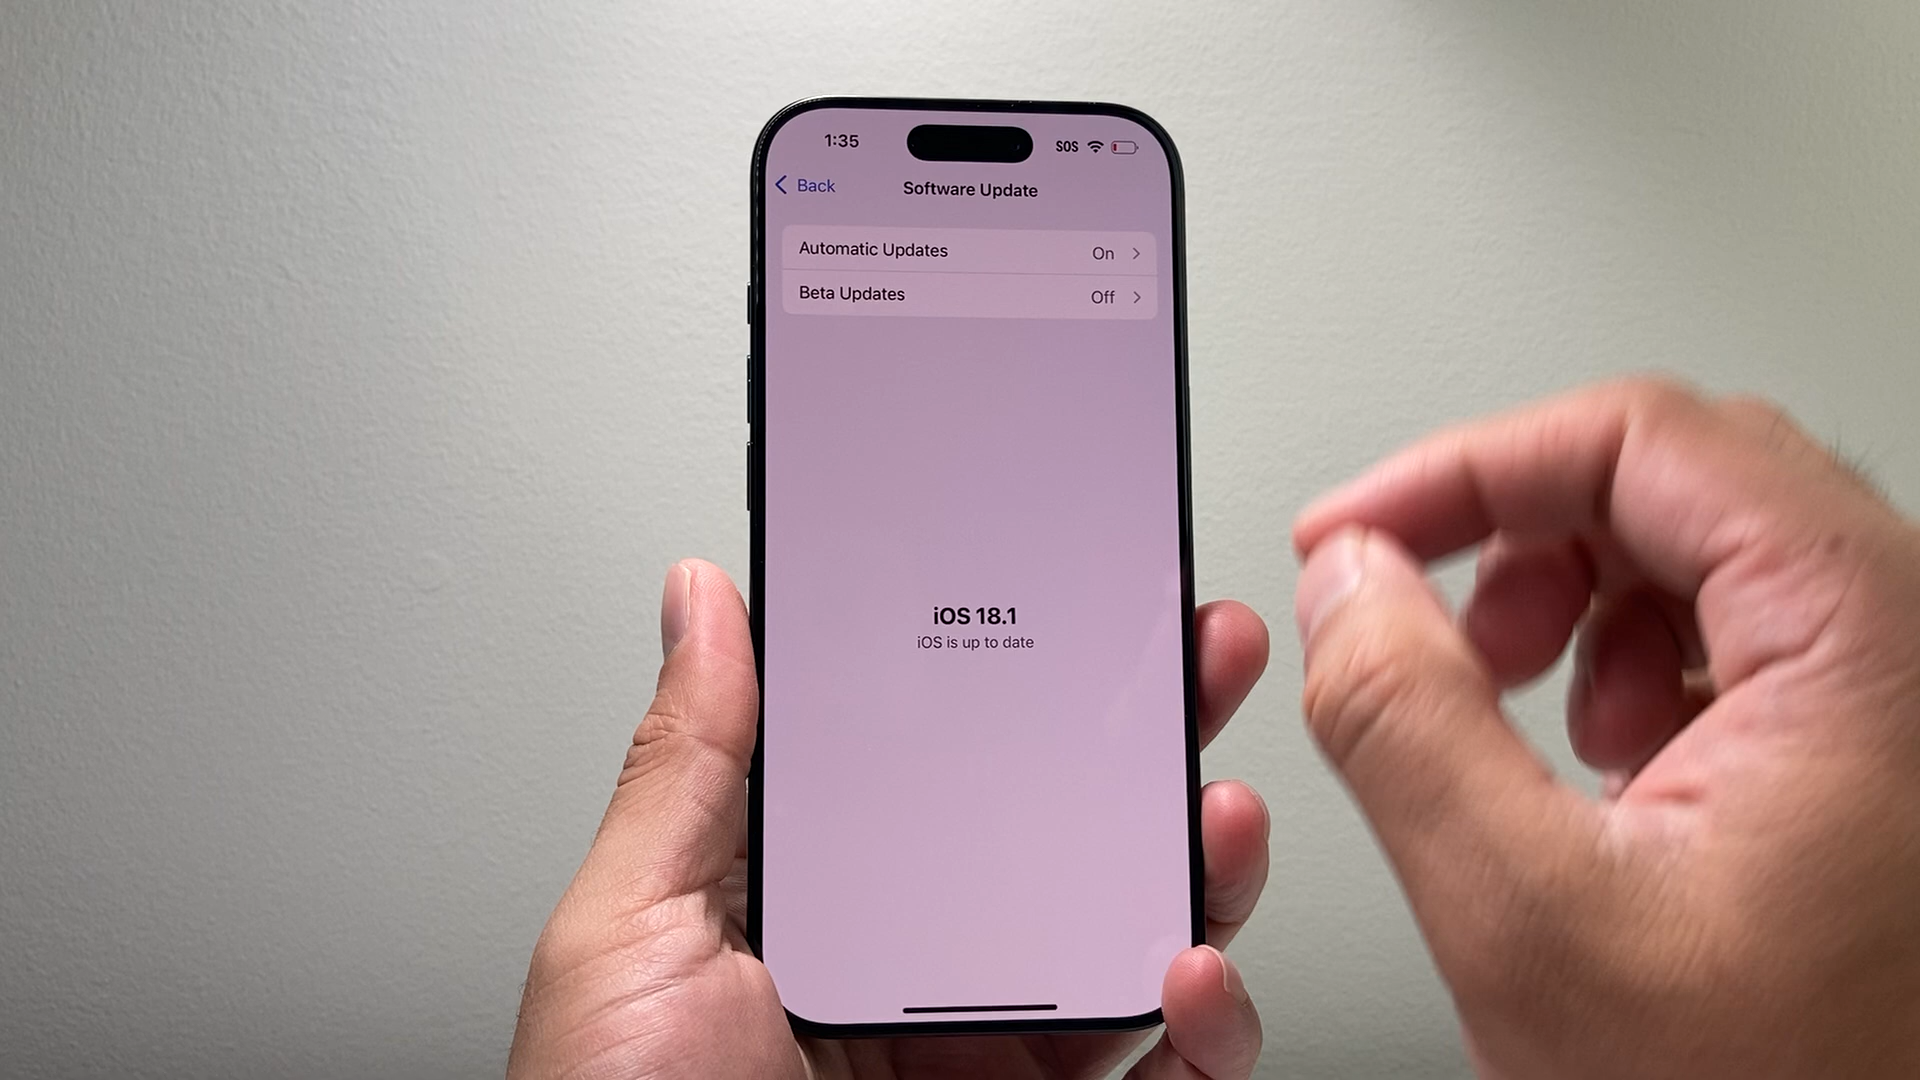 1:35 SOS
Back Software Update
Automatic Updates On
Beta Updates Off
iOS 18.1
iOS is up to date